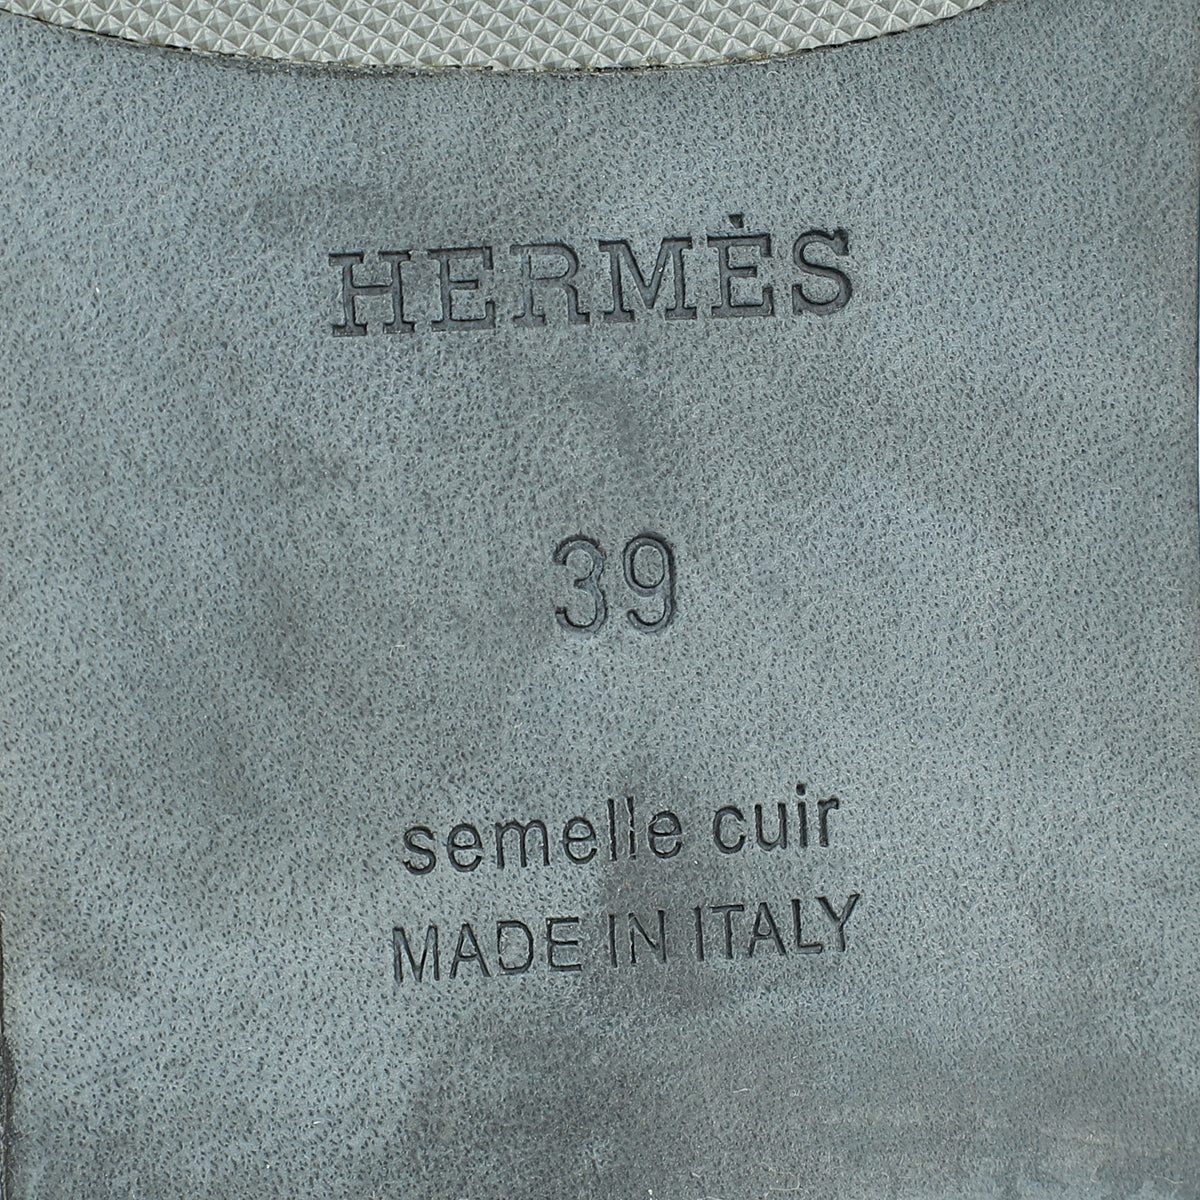 HERMÈS
39
semelle cuir
MADE IN ITALY